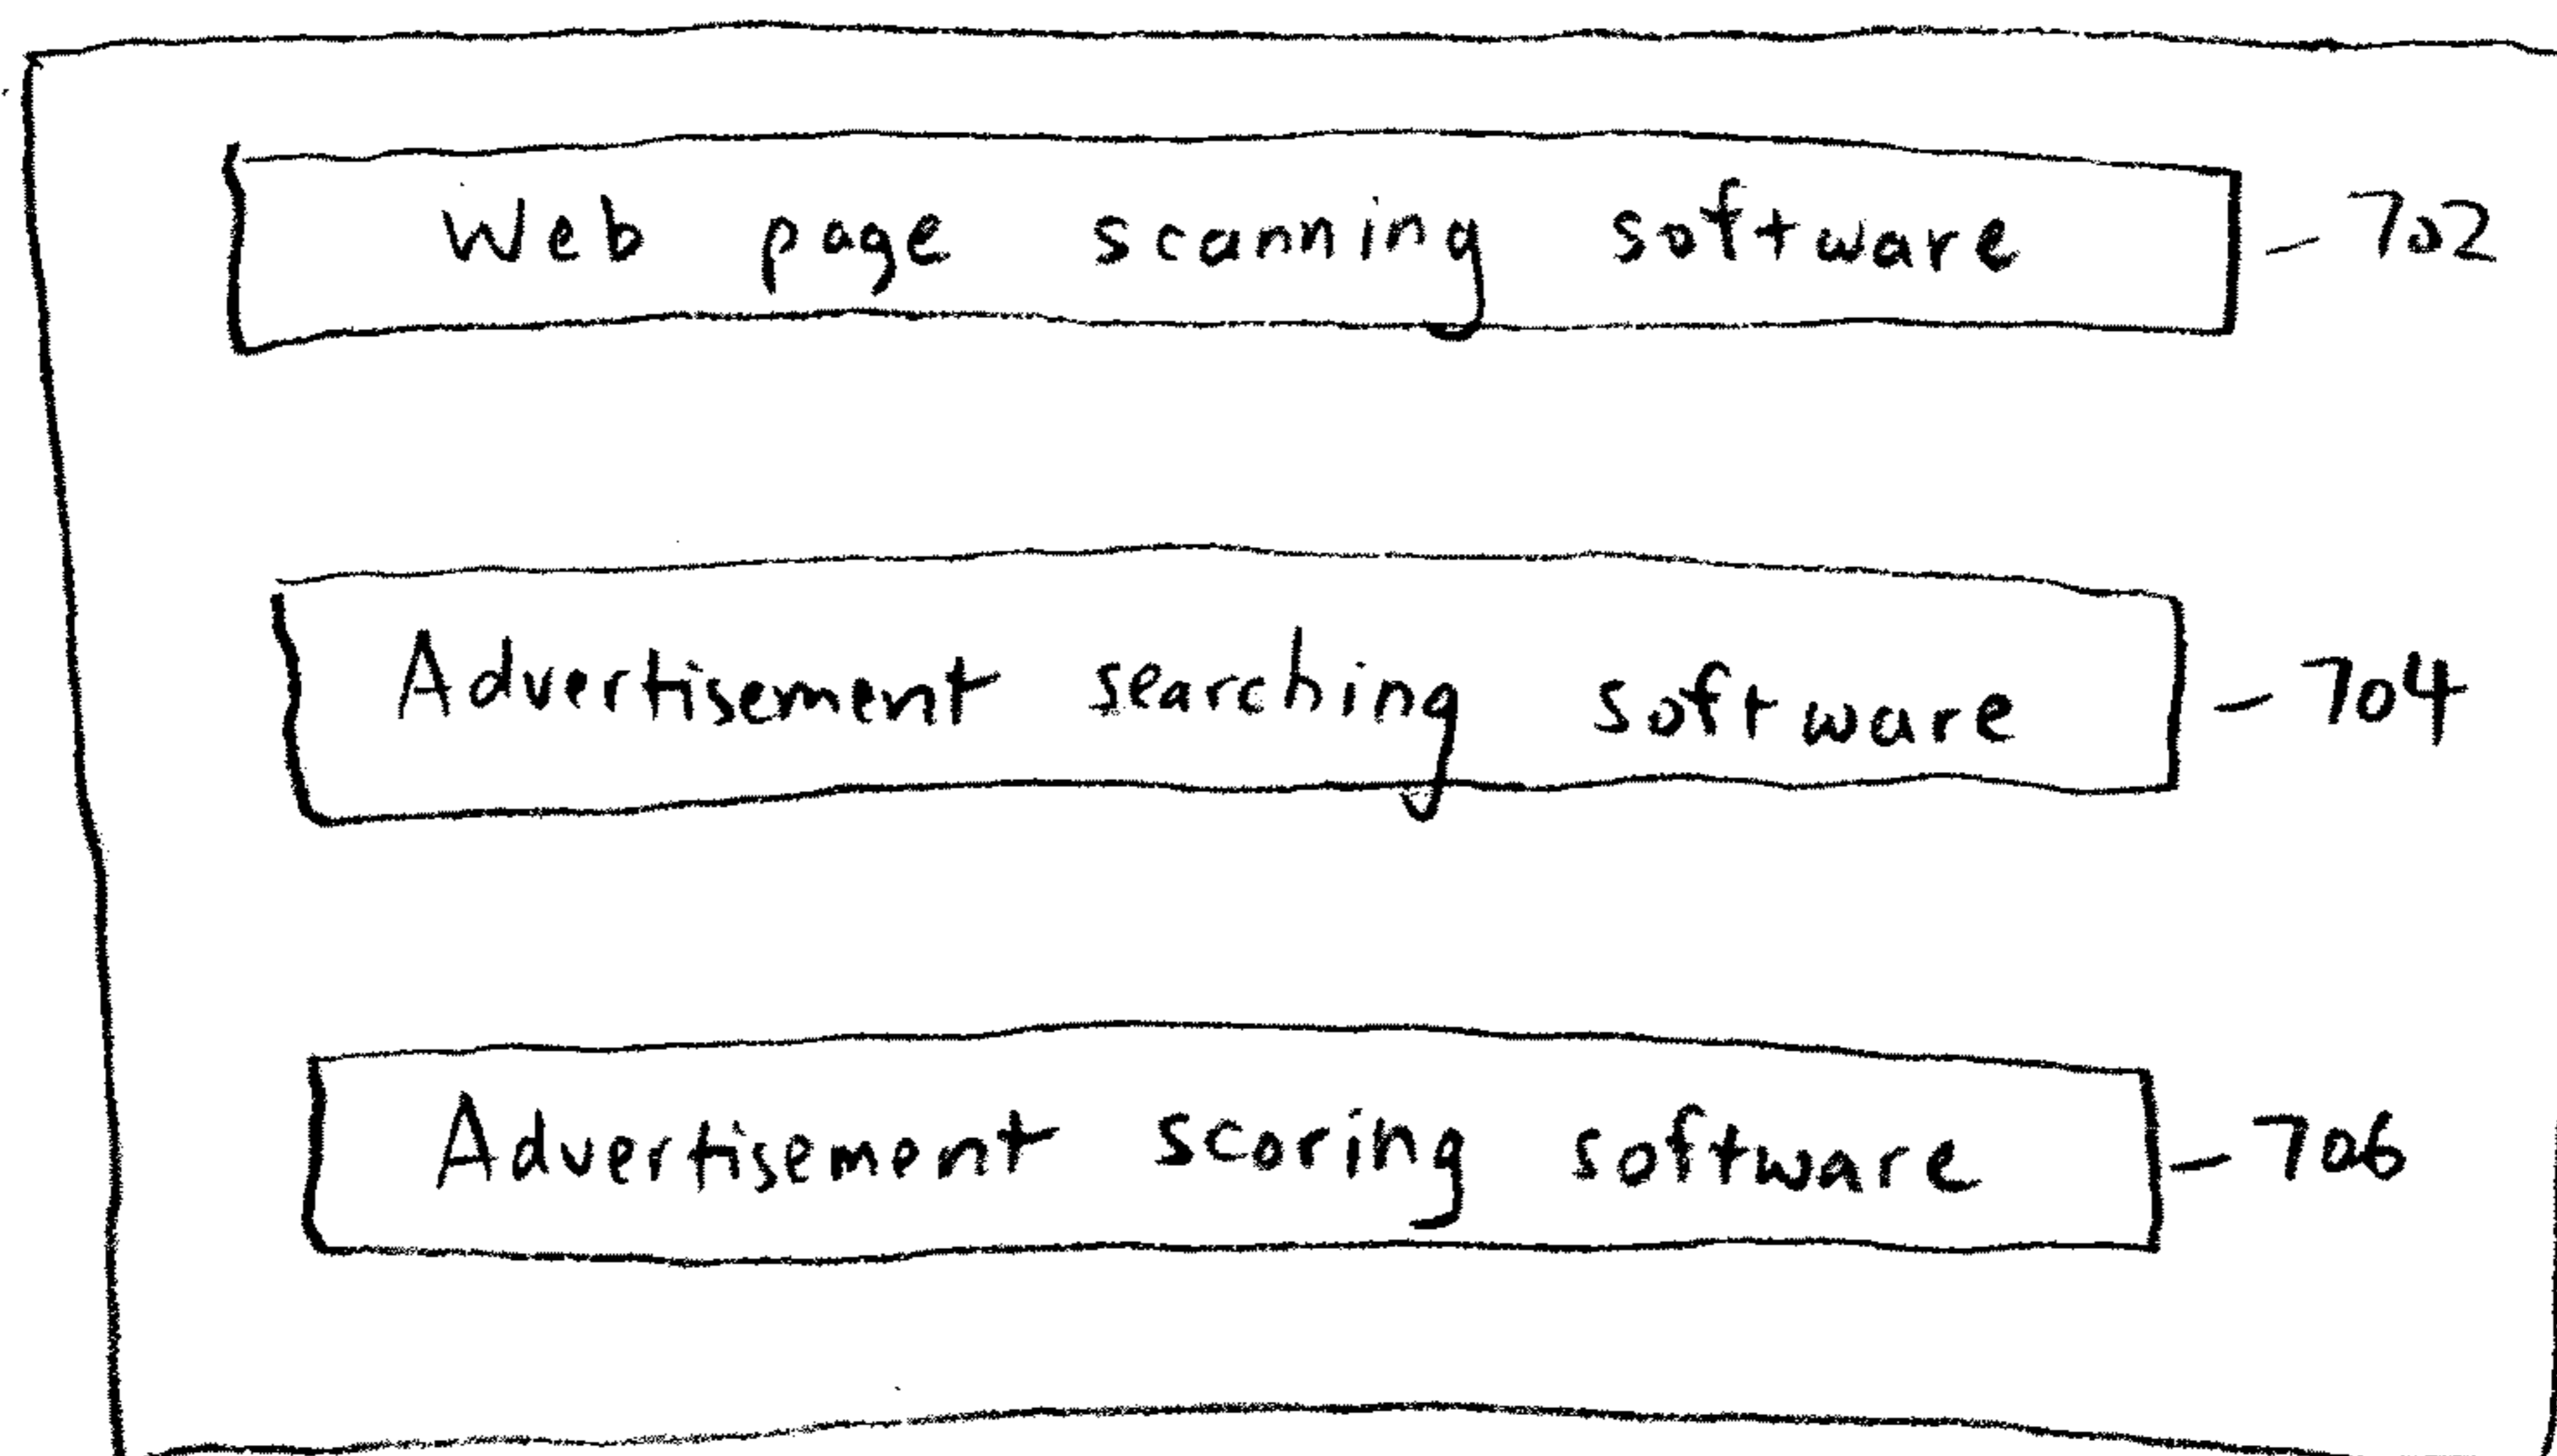 Web page scanning software - 702
Advertisement searching software - 704
Advertisement scoring software - 706